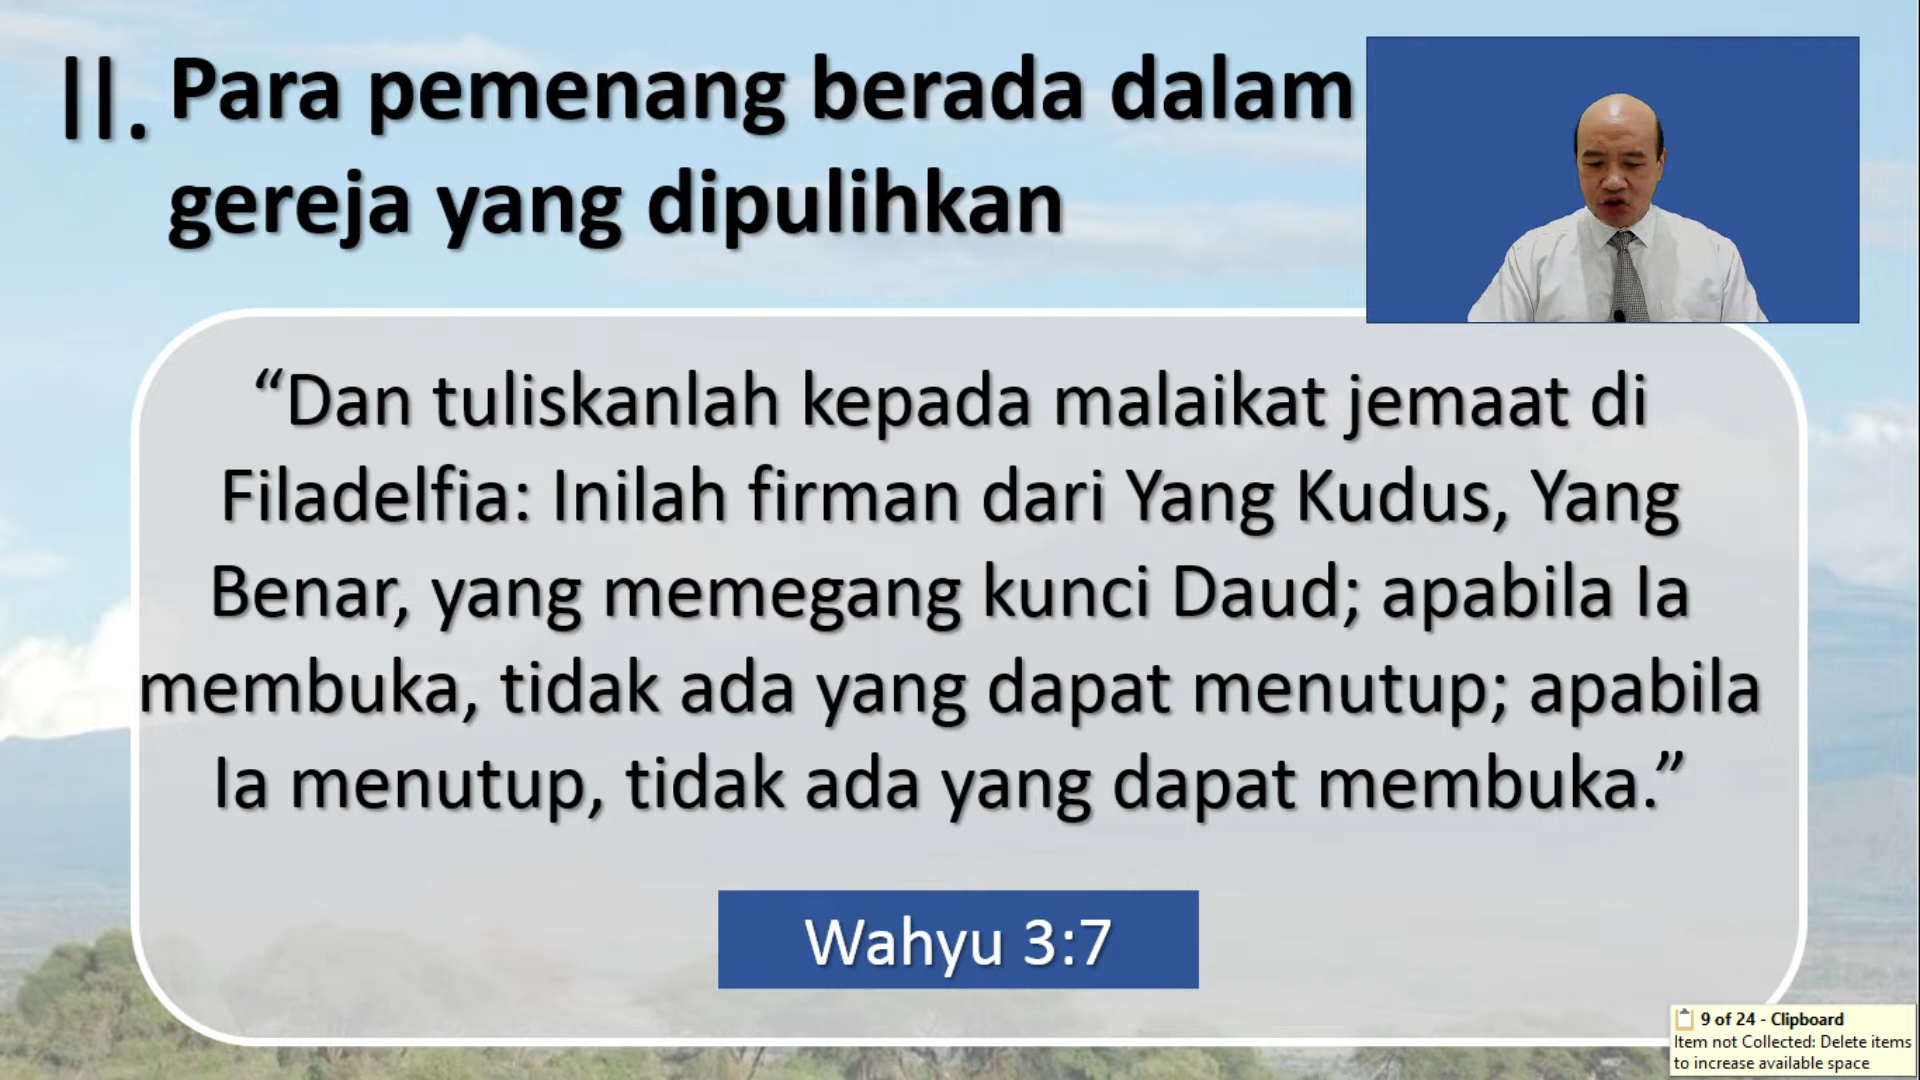 II. Para pemenang berada dalam
gereja yang dipulihkan
“Dan tuliskanlah kepada malaikat jemaat di
Filadelfia: Inilah firman dari Yang Kudus, Yang
Benar, yang memegang kunci Daud; apabila Ia
membuka, tidak ada yang dapat menutup; apabila
Ia menutup, tidak ada yang dapat membuka.”
Wahyu 3:7
9 of 24 - Clipboard
Item not Collected: Delete items
to increase available space